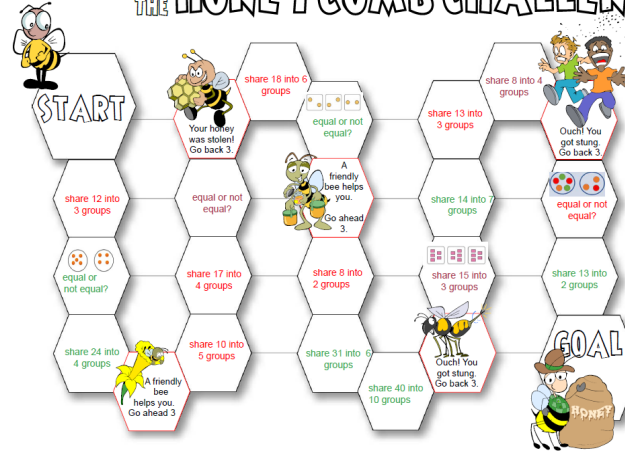 THE HONEYCOMB CHALLEN
START
share 12 into
3 groups
equal or
not equal?
share 24 into
4 groups
A friendly
bee
helps you.
Go ahead 3
share 10 into
5 groups
share 17 into
4 groups
equal or not
equal?
Your honey
was stolen!
Go back 3.
share 18 into 6
groups
equal or not
equal?
A
friendly
bee helps
you.
Go ahead
3.
share 8 into
2 groups
share 31 into 6
groups
share 40 into
10 groups
Ouch! You
got stung.
Go back 3.
share 15 into
3 groups
share 14 into 7
groups
share 13 into
3 groups
share 8 into 4
groups
Ouch! You
got stung.
Go back 3.
equal or not
equal?
share 13 into
2 groups
GOAL
HONEY